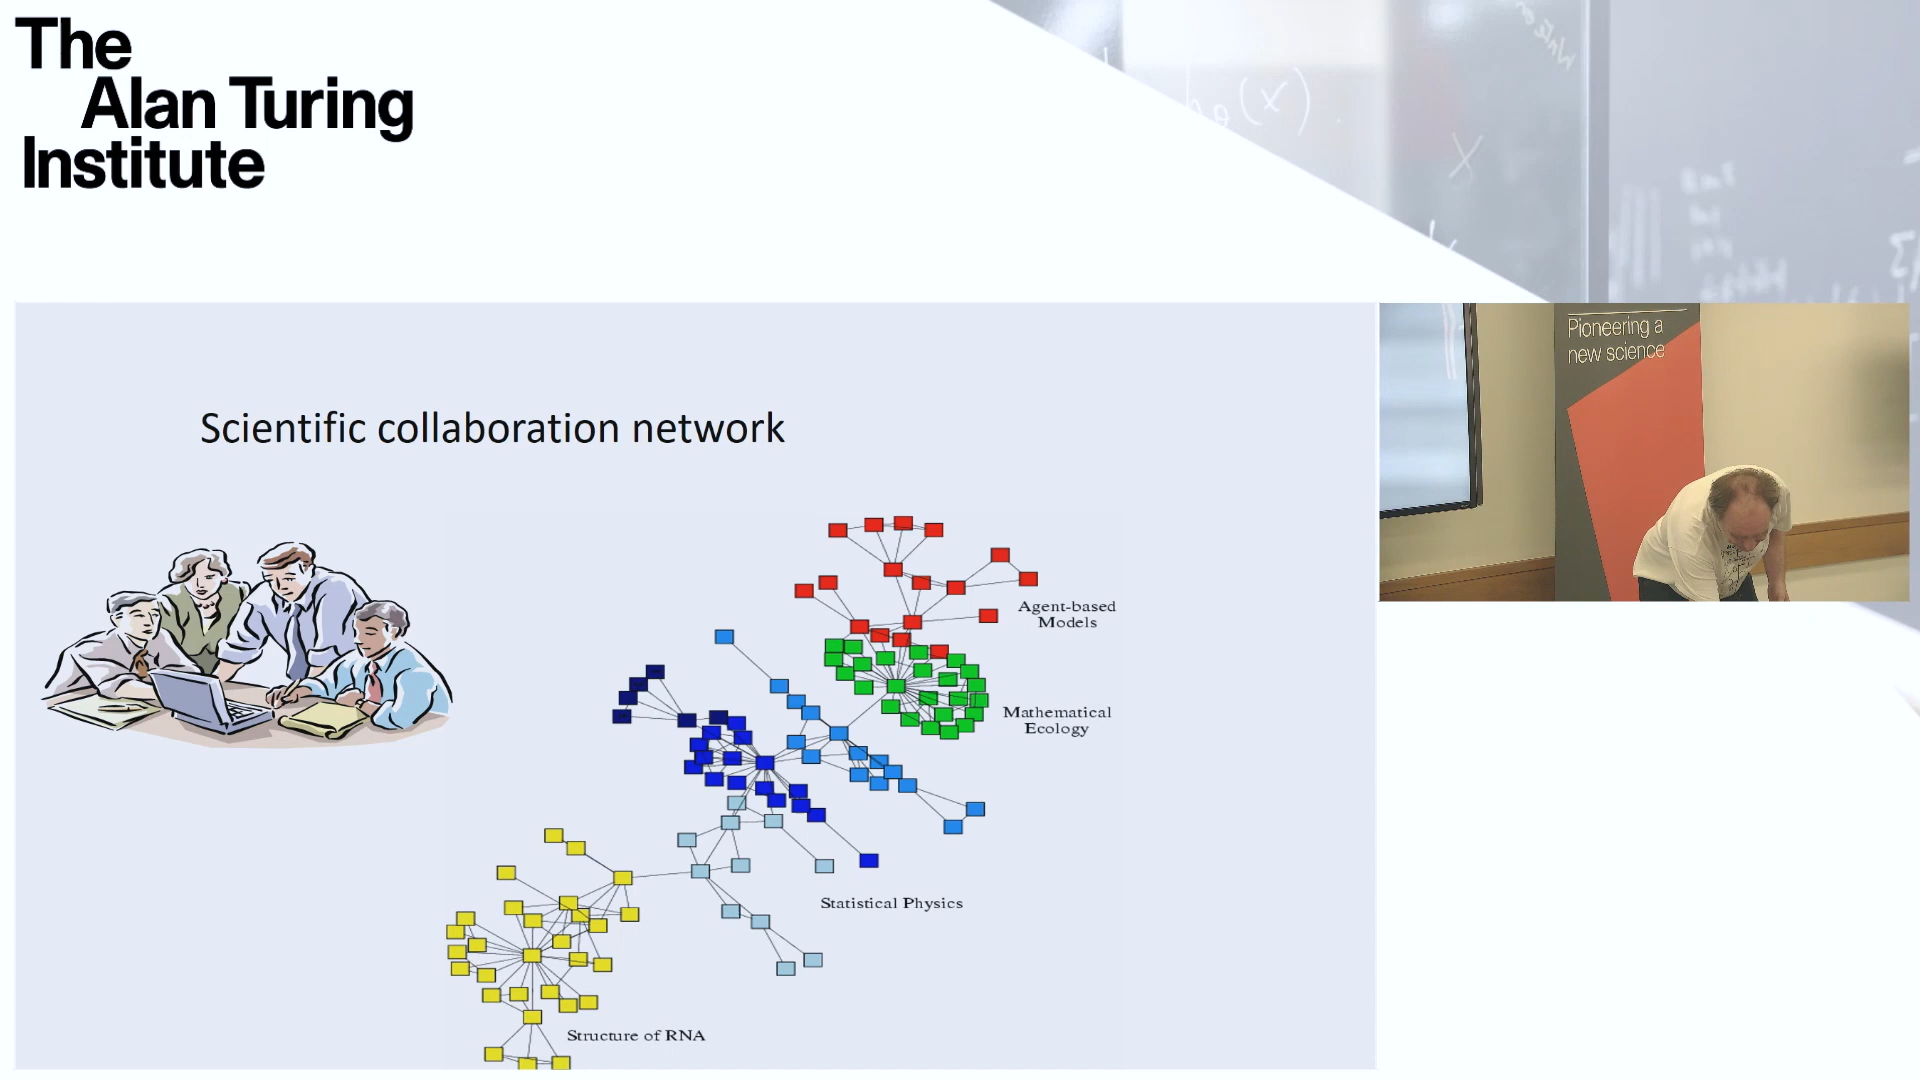 The
Alan Turing
Institute
Scientific collaboration network
Agent-based
Models
Mathematical
Ecology
Statistical Physics
Structure of RNA
Pioneering a
new science